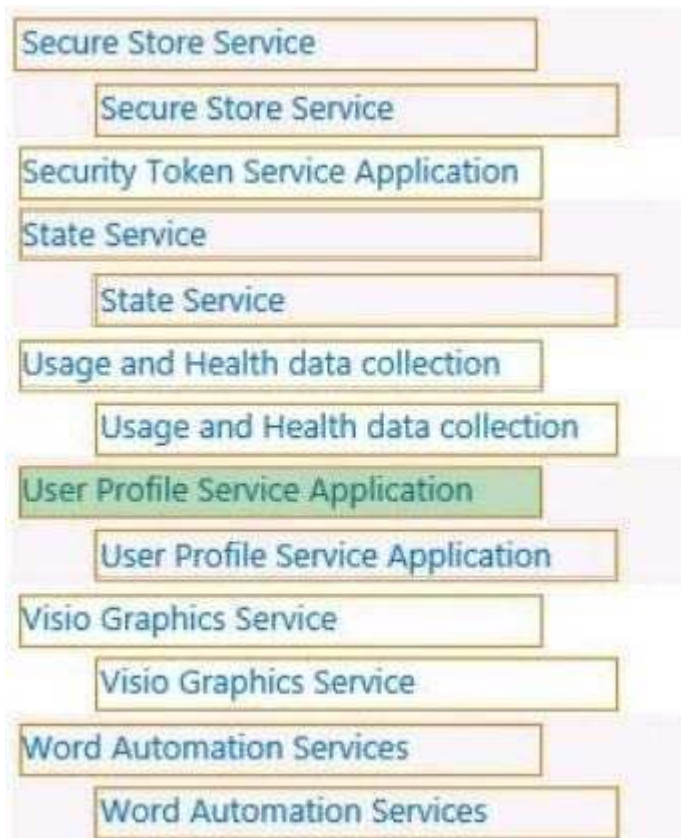 Secure Store Service
Secure Store Service
Security Token Service Application
State Service
State Service
Usage and Health data collection
Usage and Health data collection
User Profile Service Application
User Profile Service Application
Visio Graphics Service
Visio Graphics Service
Word Automation Services
Word Automation Services